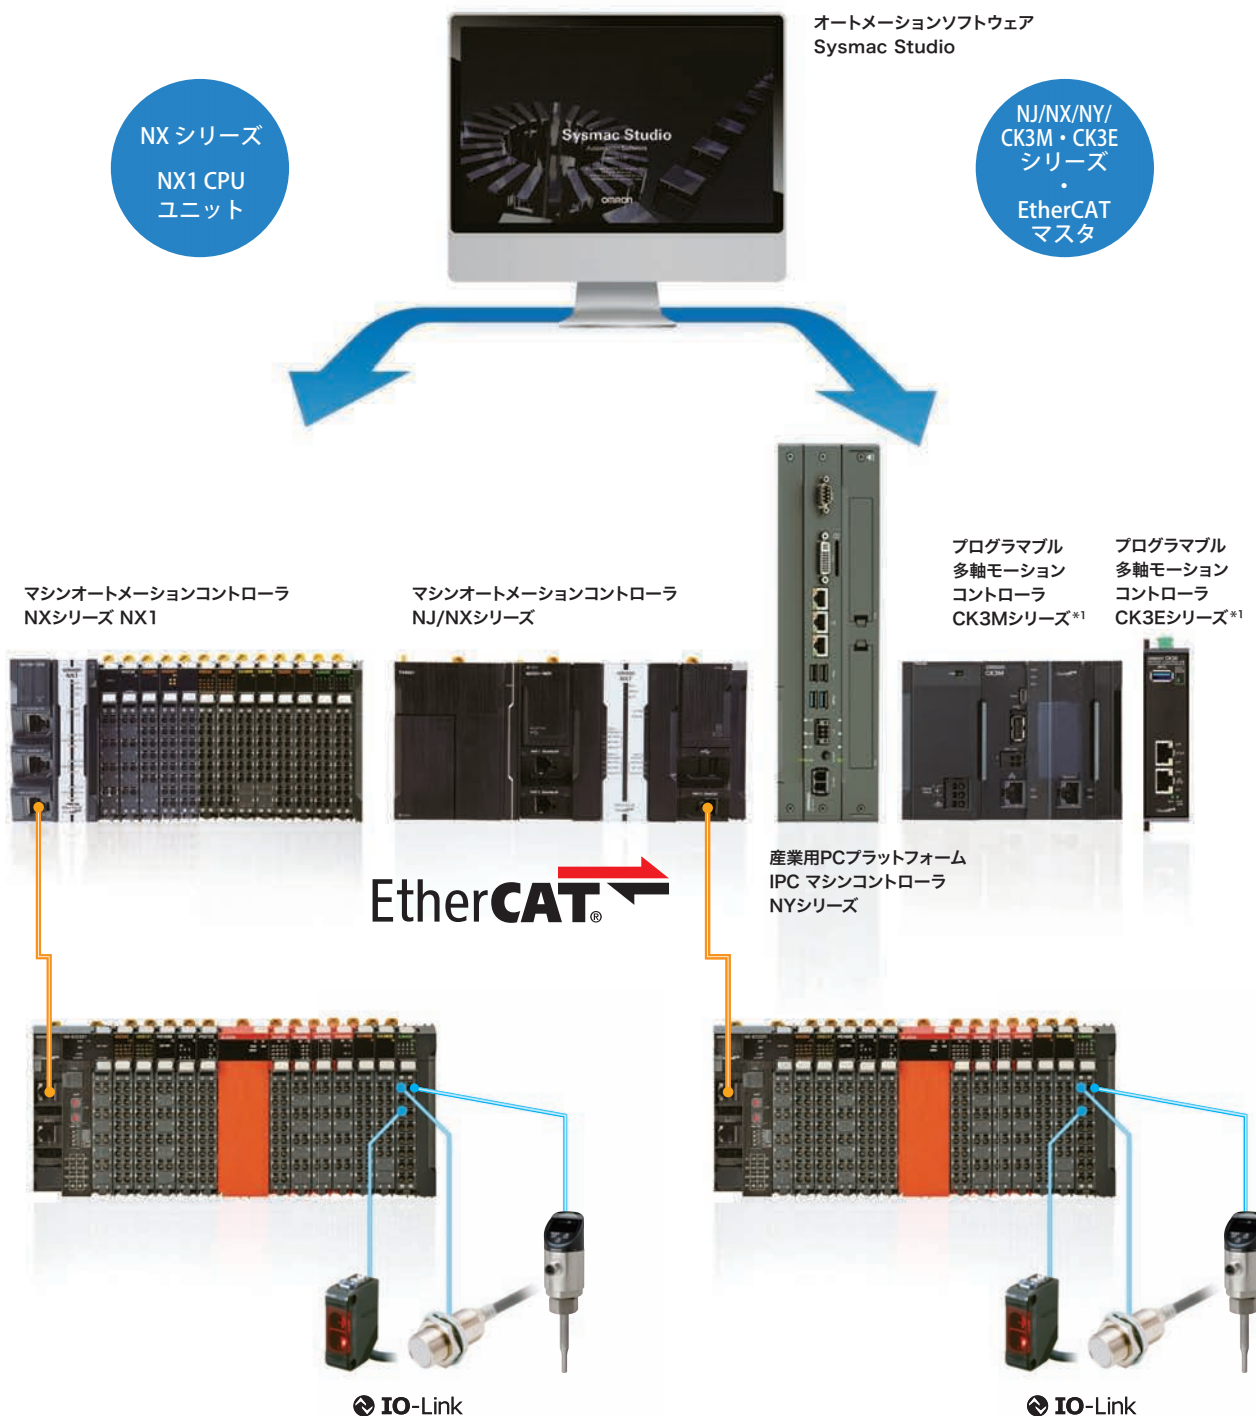 オートメーションソフトウェア
Sysmac Studio
NX シリーズ
NX1 CPU
ユニット
Sysmac Studio
Automation Software
OMRON
NJ/NX/NY/
CK3M・CK3E
シリーズ
・
EtherCAT
マスタ
マシンオートメーションコントローラ
NXシリーズ NX1
マシンオートメーションコントローラ
NJ/NXシリーズ
プログラマブル
多軸モーション
コントローラ
CK3Mシリーズ*1
プログラマブル
多軸モーション
コントローラ
CK3Eシリーズ*1
CK3M
産業用PCプラットフォーム
IPC マシンコントローラ
NYシリーズ
EtherCAT®
IO-Link
IO-Link